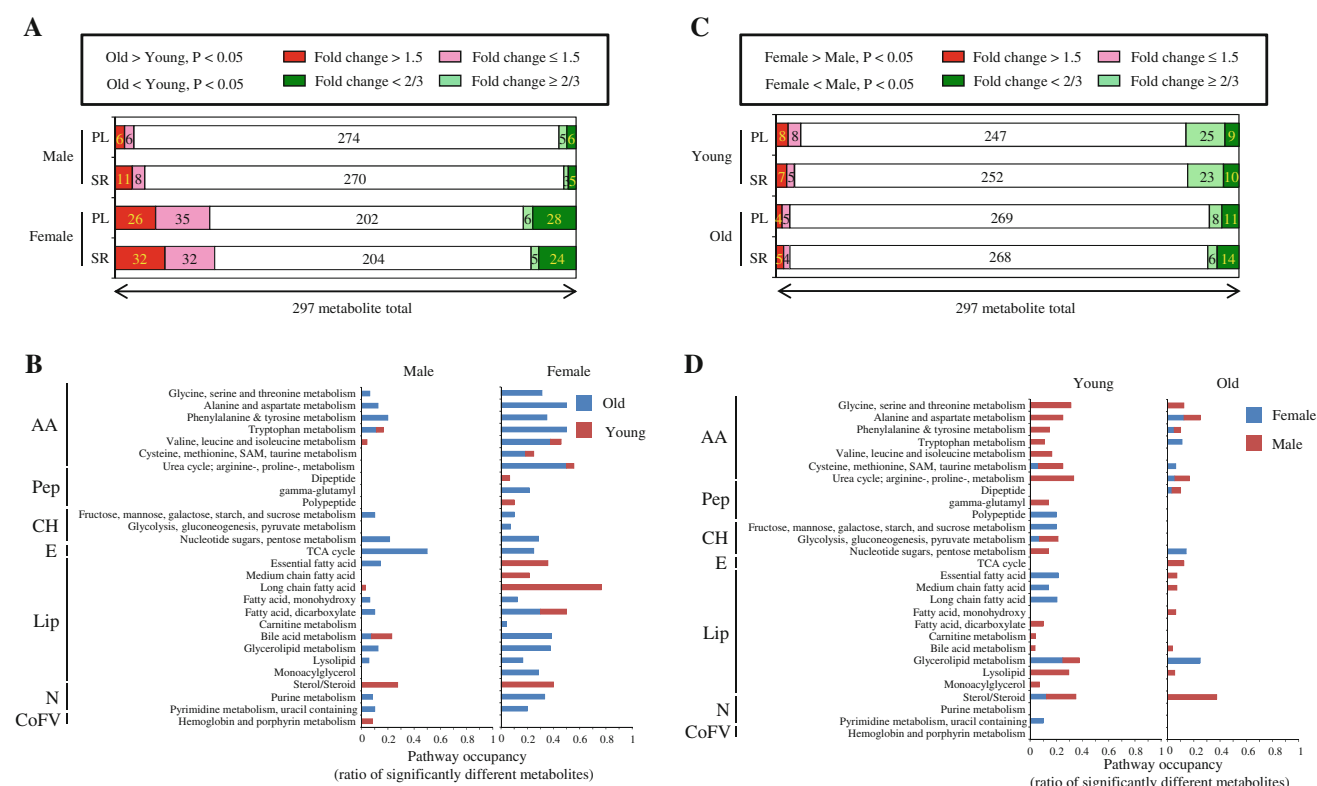 A
Old > Young, P < 0.05 Fold change > 1.5 Fold change ≤ 1.5
Old < Young, P < 0.05 Fold change < 2/3 Fold change ≥ 2/3
Male
PL 6 6 274 5 6
SR 11 8 270 3 5
Female
PL 26 35 202 6 28
SR 32 32 204 5 24
297 metabolite total
C
Female > Male, P < 0.05 Fold change > 1.5 Fold change ≤ 1.5
Female < Male, P < 0.05 Fold change < 2/3 Fold change ≥ 2/3
Young
PL 8 8 247 25 9
SR 7 5 252 23 10
Old
PL 4 5 269 8 11
SR 5 4 268 6 14
297 metabolite total
B
Male Female
Old
Young
AA
Glycine, serine and threonine metabolism
Alanine and aspartate metabolism
Phenylalanine & tyrosine metabolism
Tryptophan metabolism
Valine, leucine and isoleucine metabolism
Cysteine, methionine, SAM, taurine metabolism
Urea cycle; arginine-, proline-, metabolism
Pep
Dipeptide
gamma-glutamyl
Polypeptide
CH
Fructose, mannose, galactose, starch, and sucrose metabolism
Glycolysis, gluconeogenesis, pyruvate metabolism
Nucleotide sugars, pentose metabolism
E
TCA cycle
Lip
Essential fatty acid
Medium chain fatty acid
Long chain fatty acid
Fatty acid, monohydroxy
Fatty acid, dicarboxylate
Carnitine metabolism
Bile acid metabolism
Glycerolipid metabolism
Lysolipid
Monoacylglycerol
Sterol/Steroid
N
Purine metabolism
Pyrimidine metabolism, uracil containing
CoFV
Hemoglobin and porphyrin metabolism
0 0.2 0.4 0.6 0.8 1 0 0.2 0.4 0.6 0.8 1
Pathway occupancy
(ratio of significantly different metabolites)
D
Young Old
Female
Male
AA
Glycine, serine and threonine metabolism
Alanine and aspartate metabolism
Phenylalanine & tyrosine metabolism
Tryptophan metabolism
Valine, leucine and isoleucine metabolism
Cysteine, methionine, SAM, taurine metabolism
Urea cycle; arginine-, proline-, metabolism
Pep
Dipeptide
gamma-glutamyl
Polypeptide
CH
Fructose, mannose, galactose, starch, and sucrose metabolism
Glycolysis, gluconeogenesis, pyruvate metabolism
Nucleotide sugars, pentose metabolism
E
TCA cycle
Lip
Essential fatty acid
Medium chain fatty acid
Long chain fatty acid
Fatty acid, monohydroxy
Fatty acid, dicarboxylate
Carnitine metabolism
Bile acid metabolism
Glycerolipid metabolism
Lysolipid
Monoacylglycerol
Sterol/Steroid
N
Purine metabolism
Pyrimidine metabolism, uracil containing
CoFV
Hemoglobin and porphyrin metabolism
0 0.2 0.4 0.6 0.8 1 0 0.2 0.4 0.6 0.8 1
Pathway occupancy
(ratio of significantly different metabolites)